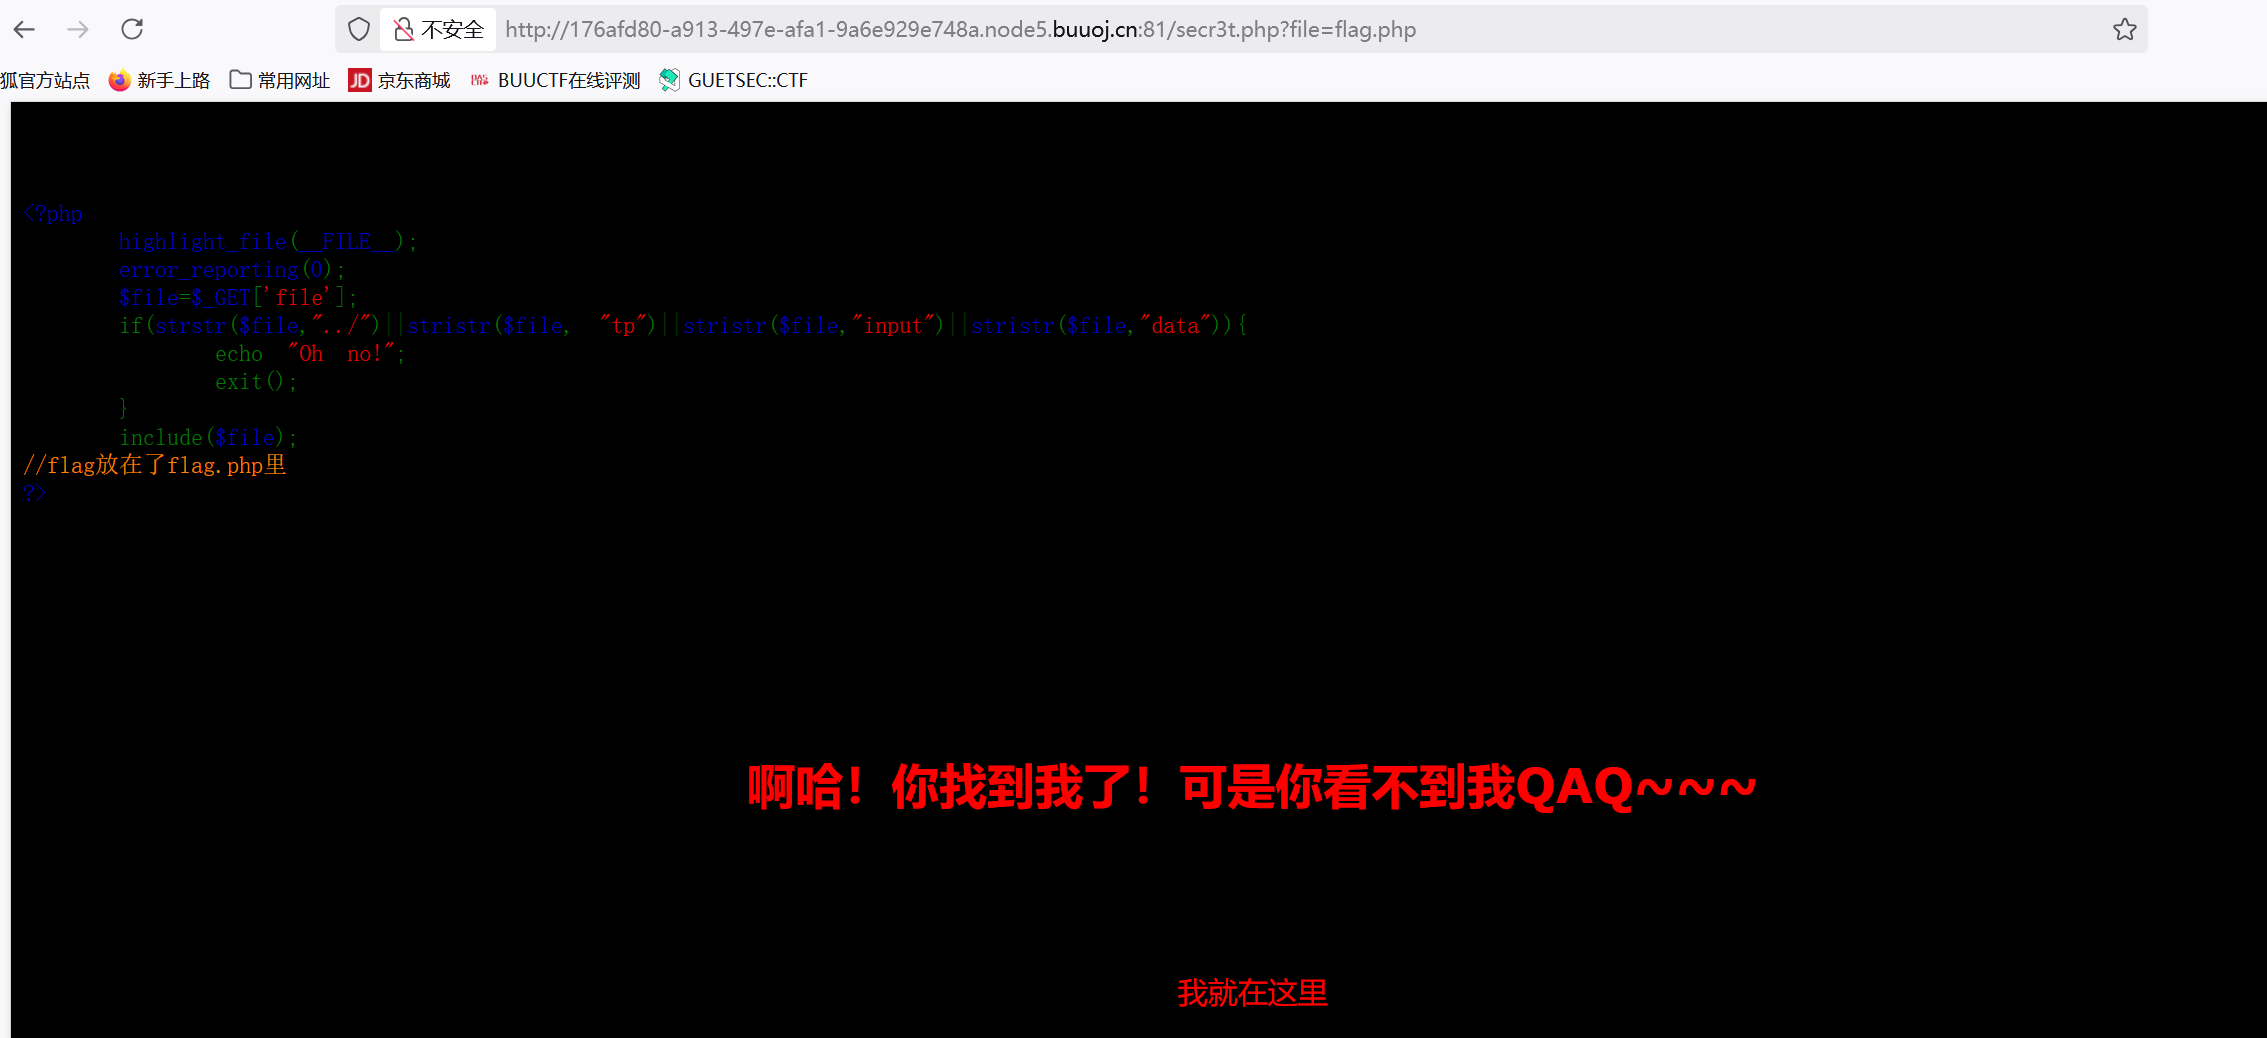 不安全 http://176afd80-a913-497e-afa1-9a6e929e748a.node5.buuoj.cn:81/secr3t.php?file=flag.php
狐官方站点 新手上路 常用网址 JD 京东商城 BUUCTF在线评测 GUETSEC::CTF
<?php
highlight_file(__FILE__);
error_reporting(0);
$file=$_GET['file'];
if(strstr($file,"../")||stristr($file, "tp")||stristr($file,"input")||stristr($file,"data")){
echo "Oh no!";
exit();
}
include($file);
//flag放在了flag.php里
?>
啊哈！你找到我了！可是你看不到我QAQ~~~
我就在这里